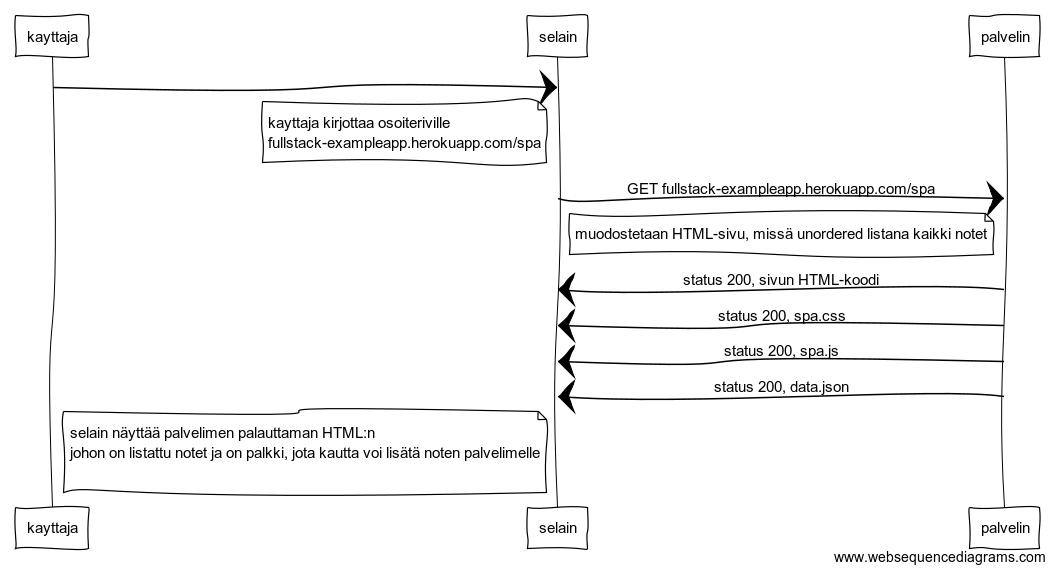 kayttaja
selain
palvelin
kayttaja kirjottaa osoiteriville
fullstack-exampleapp.herokuapp.com/spa
GET fullstack-exampleapp.herokuapp.com/spa
muodostetaan HTML-sivu, missä unordered listana kaikki notet
status 200, sivun HTML-koodi
status 200, spa.css
status 200, spa.js
status 200, data.json
selain näyttää palvelimen palauttaman HTML:n
johon on listattu notet ja on palkki, jota kautta voi lisätä noten palvelimelle
kayttaja
selain
palvelin
www.websequencediagrams.com